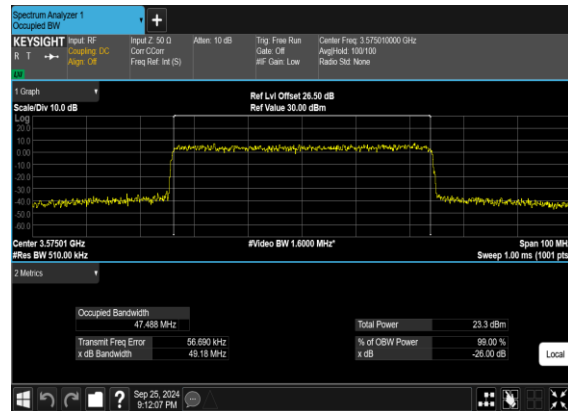 Spectrum Analyzer 1
Occupied BW
KEYSIGHT Input: RF Input Z: 50 Ω Atten: 10 dB Trig: Free Run Center Freq: 3.575010000 GHz
R T Coupling: DC Corr CCorr Gate: Off Avg|Hold: 100/100
Align: Off Freq Ref: Int (S) #IF Gain: Low Radio Std: None
LXI
1 Graph
Ref Lvl Offset 26.50 dB
Scale/Div 10.0 dB Ref Value 30.00 dBm
Log
20.0
10.0
0.00
-10.0
-20.0
-30.0
-40.0
-50.0
-60.0
Center 3.57501 GHz #Video BW 1.6000 MHz* Span 100 MH
#Res BW 510.00 kHz Sweep 1.00 ms (1001 pts
2 Metrics
Occupied Bandwidth
47.488 MHz Total Power 23.3 dBm
Transmit Freq Error 56.690 kHz % of OBW Power 99.00 %
x dB Bandwidth 49.18 MHz x dB -26.00 dB
Local
? Sep 25, 2024
9:12:07 PM